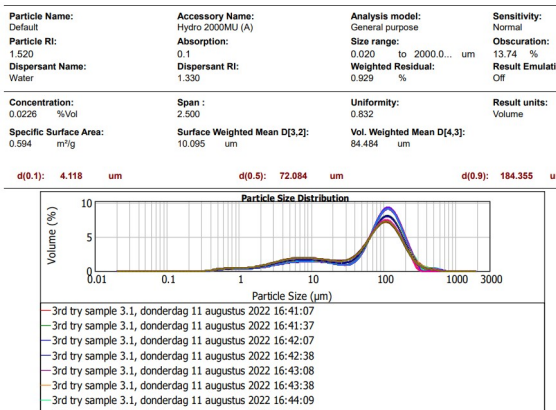 Particle Name: Accessory Name: Analysis model: Sensitivity:
Default Hydro 2000MU (A) General purpose Normal
Particle RI: Absorption: Size range: Obscuration:
1.520 0.1 0.020 to 2000.0... um 13.74 %
Dispersant Name: Dispersant RI: Weighted Residual: Result Emulati
Water 1.330 0.929 % Off
Concentration: Span : Uniformity: Result units:
0.0226 %Vol 2.500 0.832 Volume
Specific Surface Area: Surface Weighted Mean D[3,2]: Vol. Weighted Mean D[4,3]:
0.594 m²/g 10.095 um 84.484 um
d(0.1): 4.118 um d(0.5): 72.084 um d(0.9): 184.355 u
Particle Size Distribution
Volume (%)
10
5
0
0.01 0.1 1 10 100 1000 3000
Particle Size (µm)
3rd try sample 3.1, donderdag 11 augustus 2022 16:41:07
3rd try sample 3.1, donderdag 11 augustus 2022 16:41:37
3rd try sample 3.1, donderdag 11 augustus 2022 16:42:07
3rd try sample 3.1, donderdag 11 augustus 2022 16:42:38
3rd try sample 3.1, donderdag 11 augustus 2022 16:43:08
3rd try sample 3.1, donderdag 11 augustus 2022 16:43:38
3rd try sample 3.1, donderdag 11 augustus 2022 16:44:09